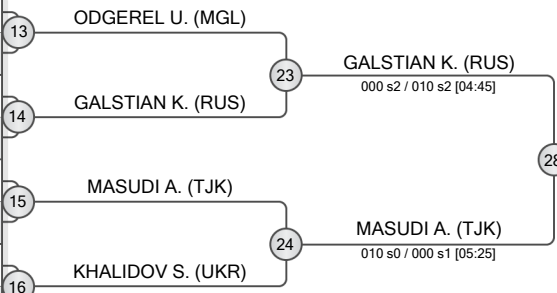 13
ODGEREL U. (MGL)
23
GALSTIAN K. (RUS)
000 s2 / 010 s2 [04:45]
14
GALSTIAN K. (RUS)
28
15
MASUDI A. (TJK)
24
MASUDI A. (TJK)
010 s0 / 000 s1 [05:25]
16
KHALIDOV S. (UKR)